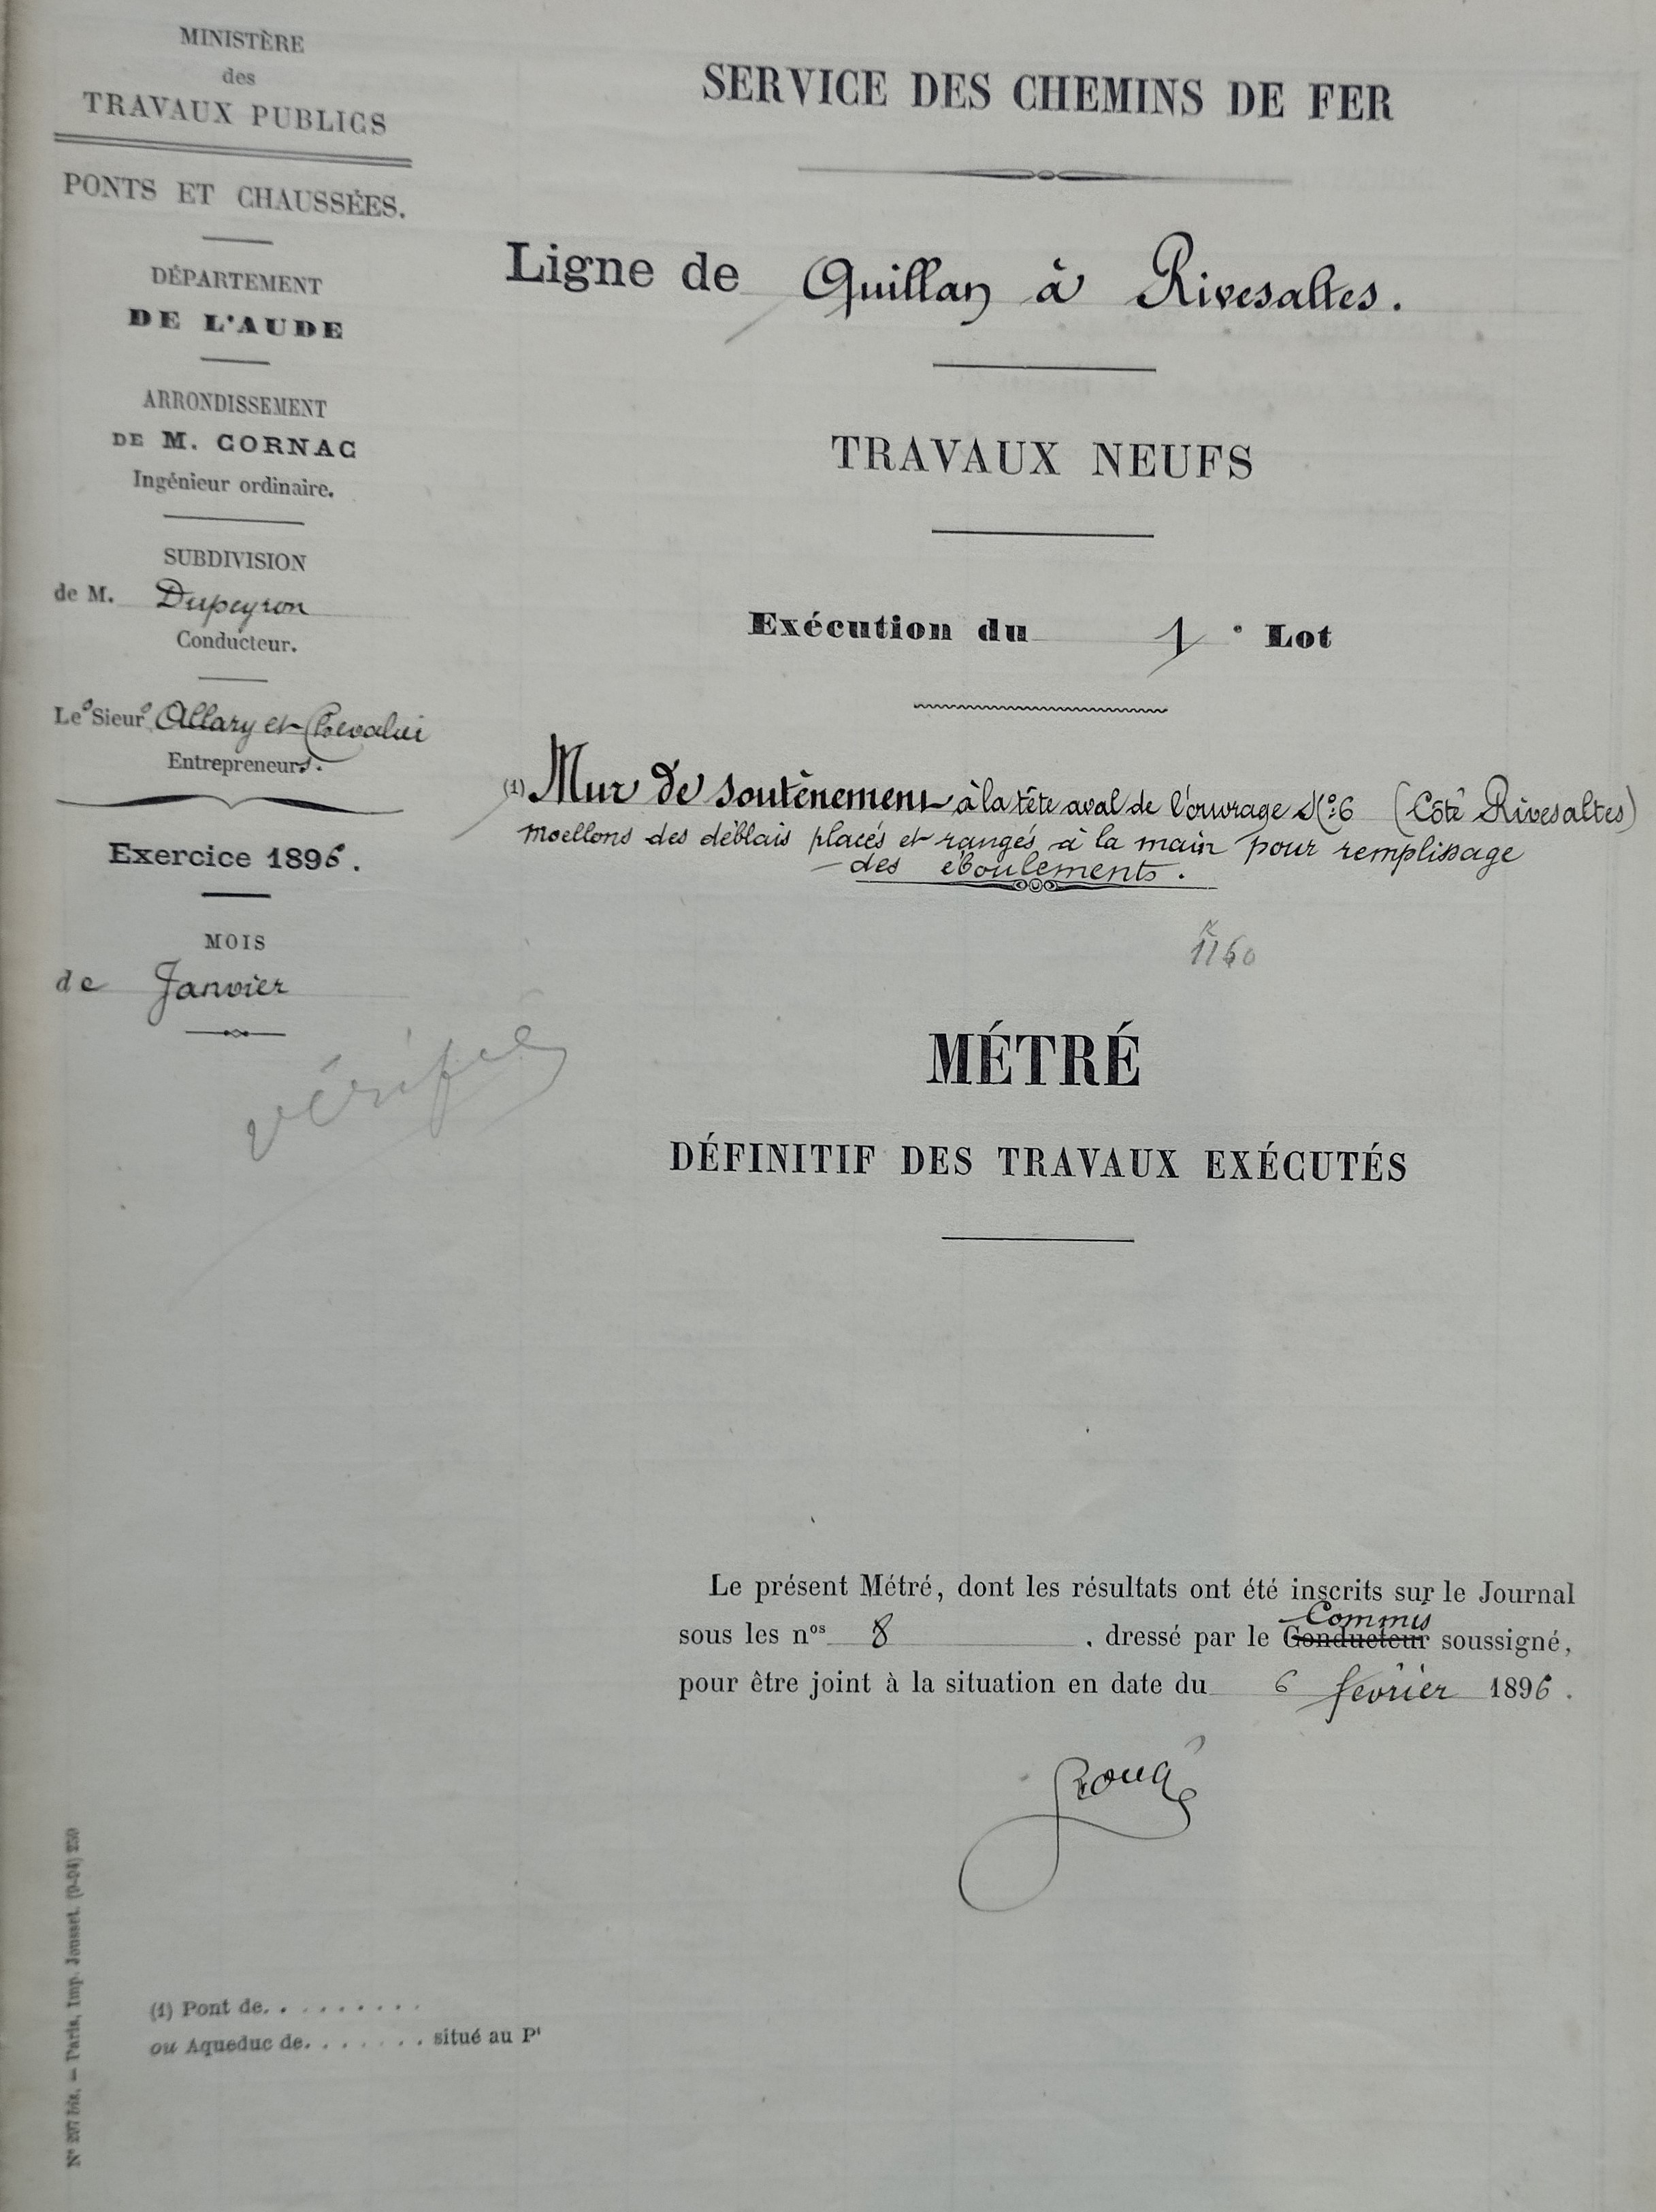 MINISTÈRE
des
TRAVAUX PUBLICS
PONTS ET CHAUSSÉES.
DÉPARTEMENT
DE L'AUDE
ARRONDISSEMENT
DE M. CORNAC
Ingénieur ordinaire.
SUBDIVISION
de M. Dupeyron
Conducteur.
Les Sieurs Allary et Chevalier
Entrepreneurs.
Exercice 1896.
MOIS
de Janvier
vérifié
SERVICE DES CHEMINS DE FER
Ligne de Quillan à Rivesaltes.
TRAVAUX NEUFS
Exécution du 1e Lot
(1) Mur de soutènement à la tête aval de l'ouvrage No 6 (Côté Rivesaltes)
Moellons des déblais placés et rangés à la main pour remplissage
des éboulements.
MÉTRÉ
DÉFINITIF DES TRAVAUX EXÉCUTÉS
Le présent Métré, dont les résultats ont été inscrits sur le Journal
Commis
sous les nos 8 , dressé par le Conducteur soussigné,
pour être joint à la situation en date du 6 février 1896.
(1) Pont de. . . . . . . . .
ou Aqueduc de. . . . . . . situé au Pt
No 207 bis. — Paris, Imp. Jousset. (9-94) 250